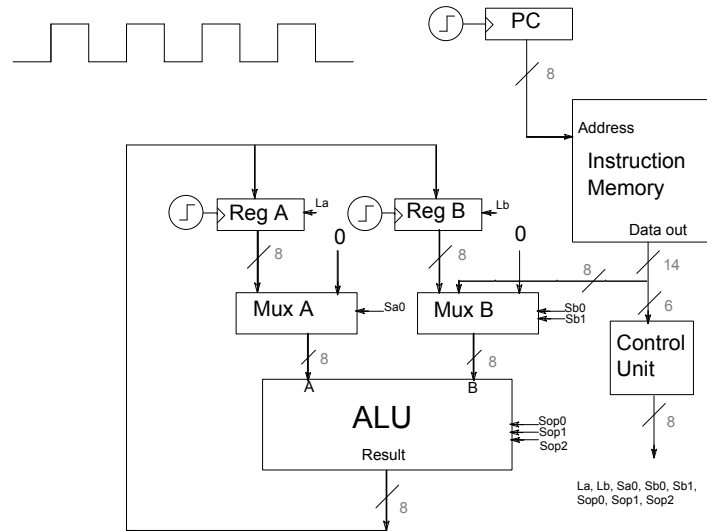 PC
8
Address
Instruction
Memory
Data out
14
8
6
Reg A
La
Reg B
Lb
8
0
8
0
Mux A
Sa0
Mux B
Sb0
Sb1
Control
Unit
8
8
8
A
B
ALU
Sop0
Sop1
Sop2
Result
8
La, Lb, Sa0, Sb0, Sb1,
Sop0, Sop1, Sop2